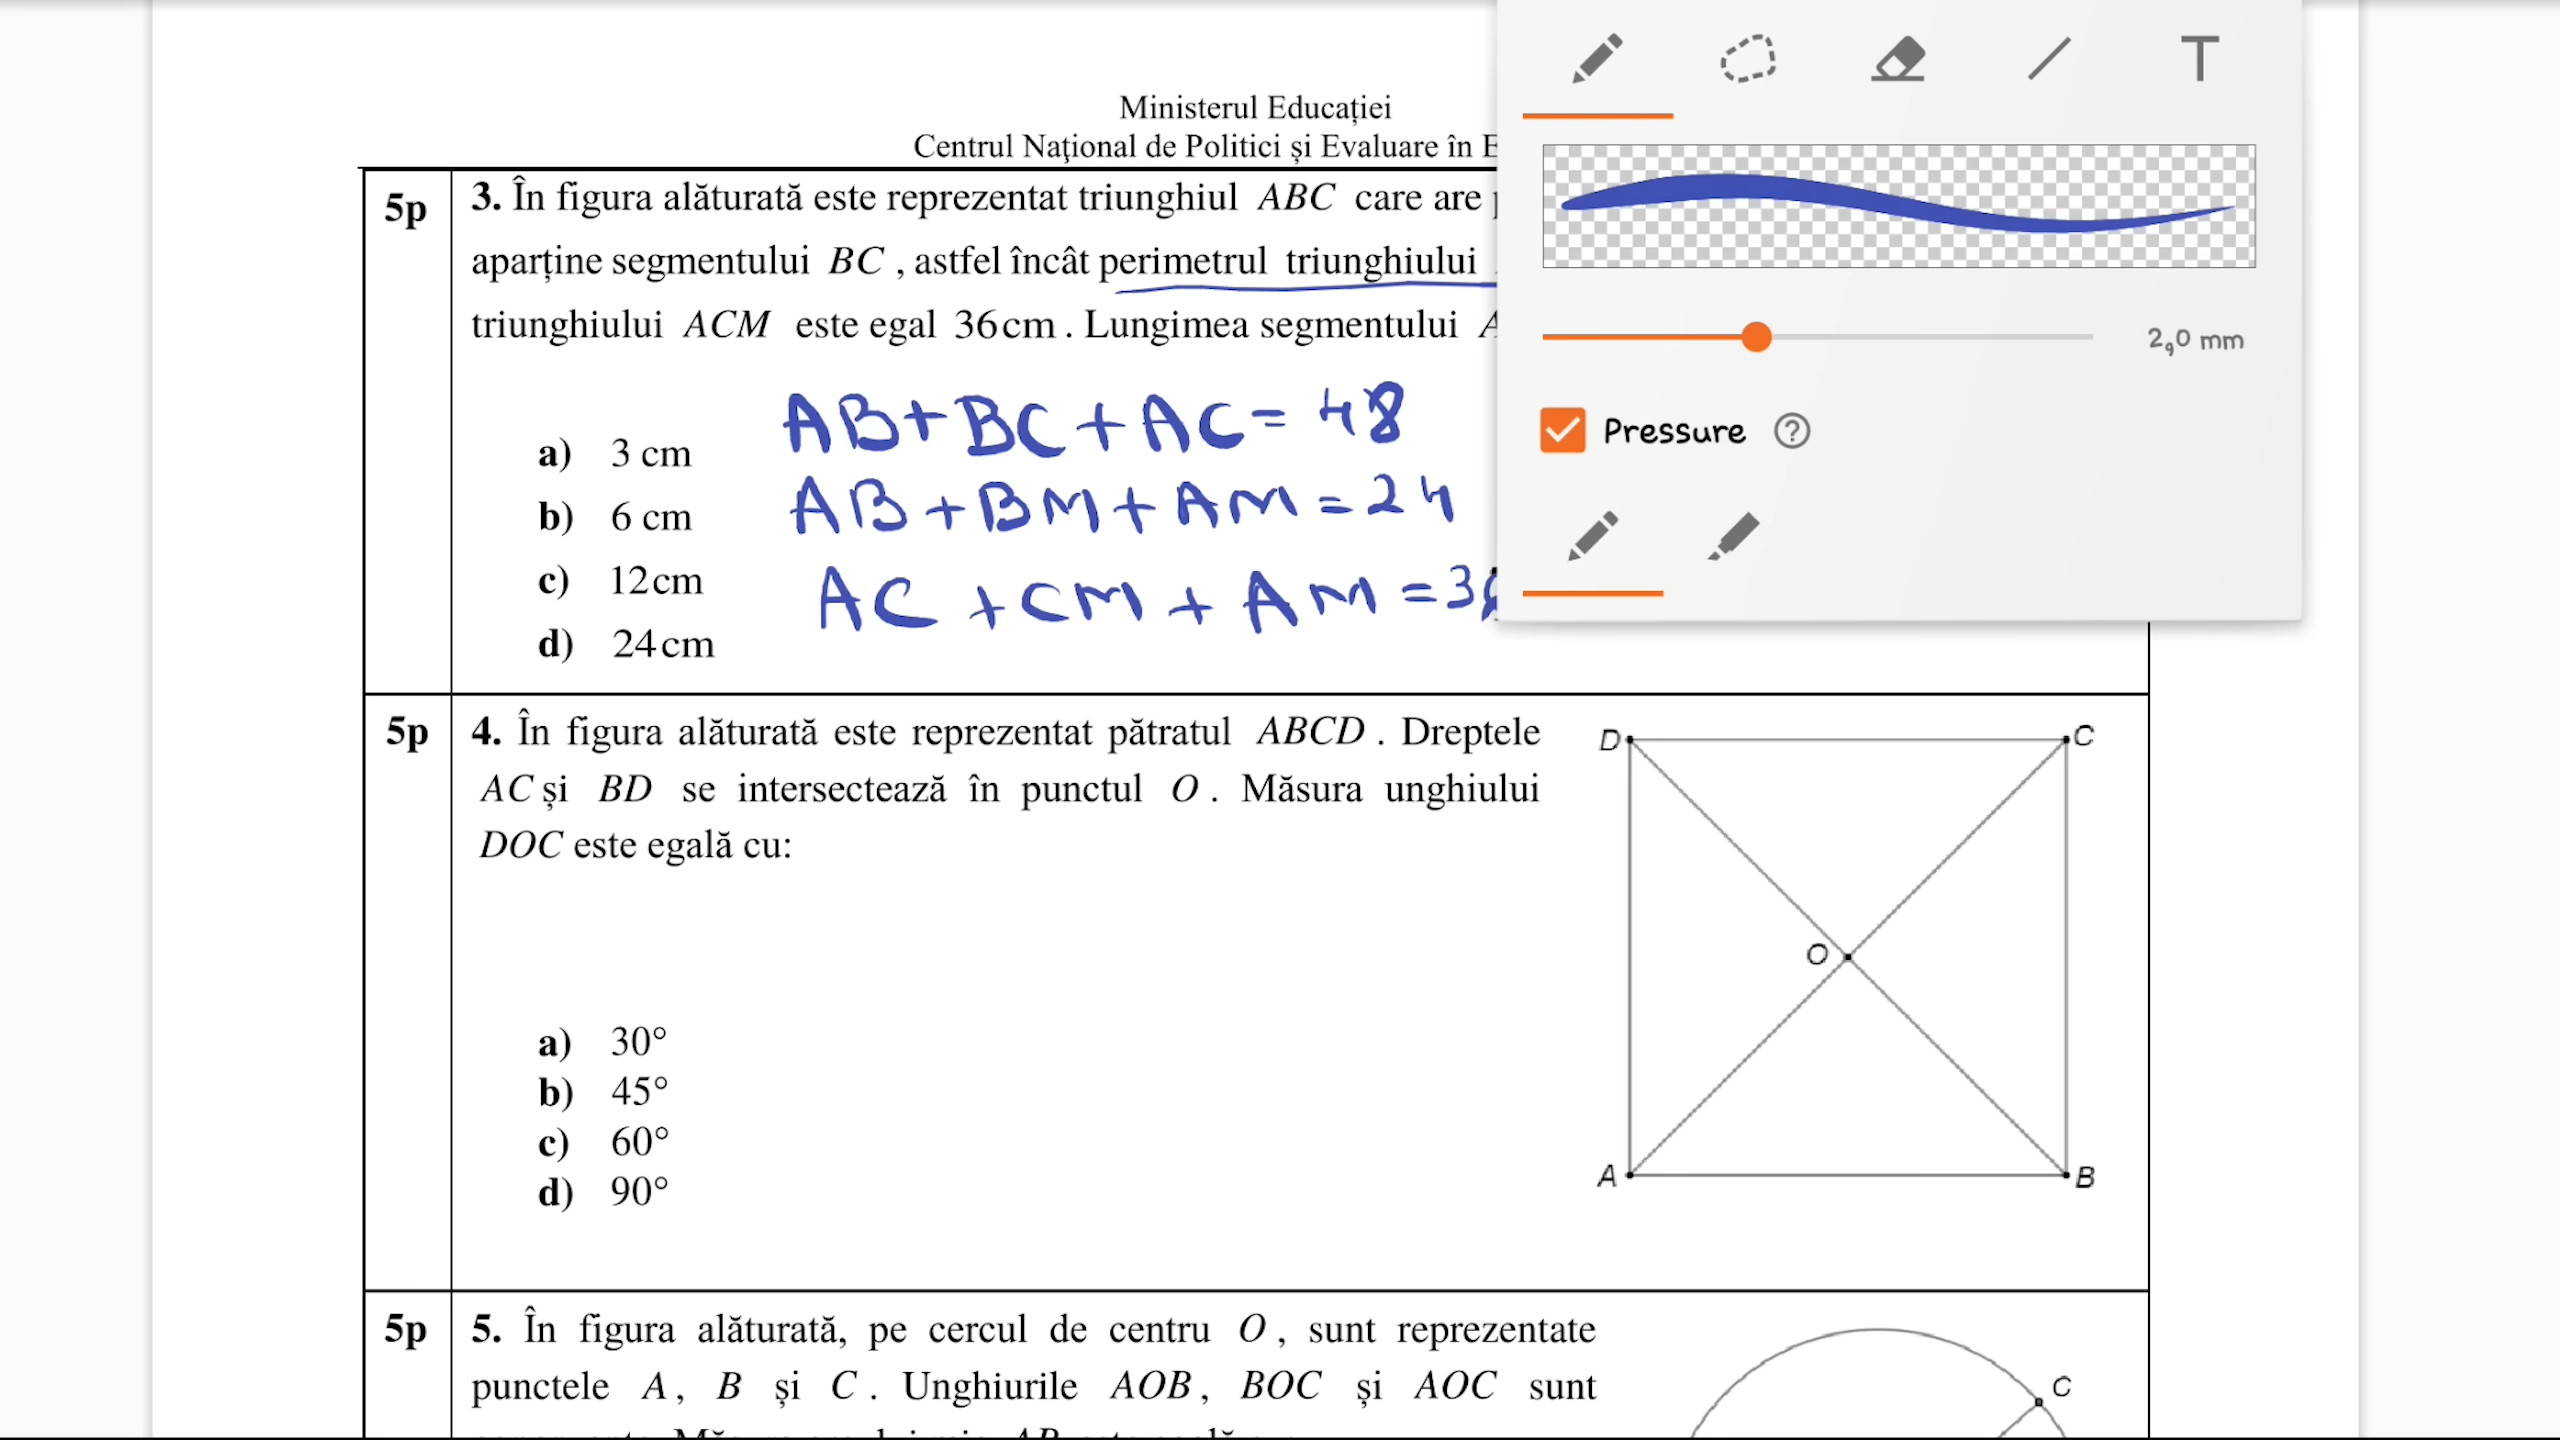 Ministerul Educației
Centrul Național de Politici și Evaluare în
5p
3. În figura alăturată este reprezentat triunghiul ABC care are
aparține segmentului BC , astfel încât perimetrul triunghiului
triunghiului ACM este egal 36cm . Lungimea segmentului
a) 3 cm
b) 6 cm
c) 12cm
d) 24cm
AB+BC+AC=48
AB+BM+AM=24
AC+CM+AM=3
T
2,0 mm
Pressure
5p
4. În figura alăturată este reprezentat pătratul ABCD . Dreptele
AC și BD se intersectează în punctul O . Măsura unghiului
DOC este egală cu:
a) 30°
b) 45°
c) 60°
d) 90°
D
C
O
A
B
5p
5. În figura alăturată, pe cercul de centru O , sunt reprezentate
punctele A , B și C . Unghiurile AOB , BOC și AOC sunt
C